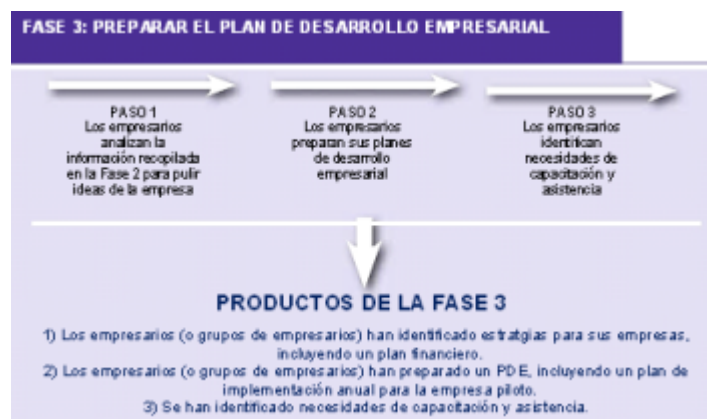 FASE 3: PREPARAR EL PLAN DE DESARROLLO EMPRESARIAL
PASO 1
Los empresarios
analizan la
información recopilada
en la Fase 2 para pulir
ideas de la empresa
PASO 2
Los empresarios
preparan sus planes
de desarrollo
empresarial
PASO 3
Los empresarios
identifican
necesidades de
capacitación y
asistencia
PRODUCTOS DE LA FASE 3
1) Los empresarios (o grupos de empresarios) han identificado estratgias para sus empresas,
incluyendo un plan financiero.
2) Los empresarios (o grupos de empresarios) han preparado un PDE, incluyendo un plan de
implementación anual para la empresa piloto.
3) Se han identificado necesidades de capacitación y asistencia.